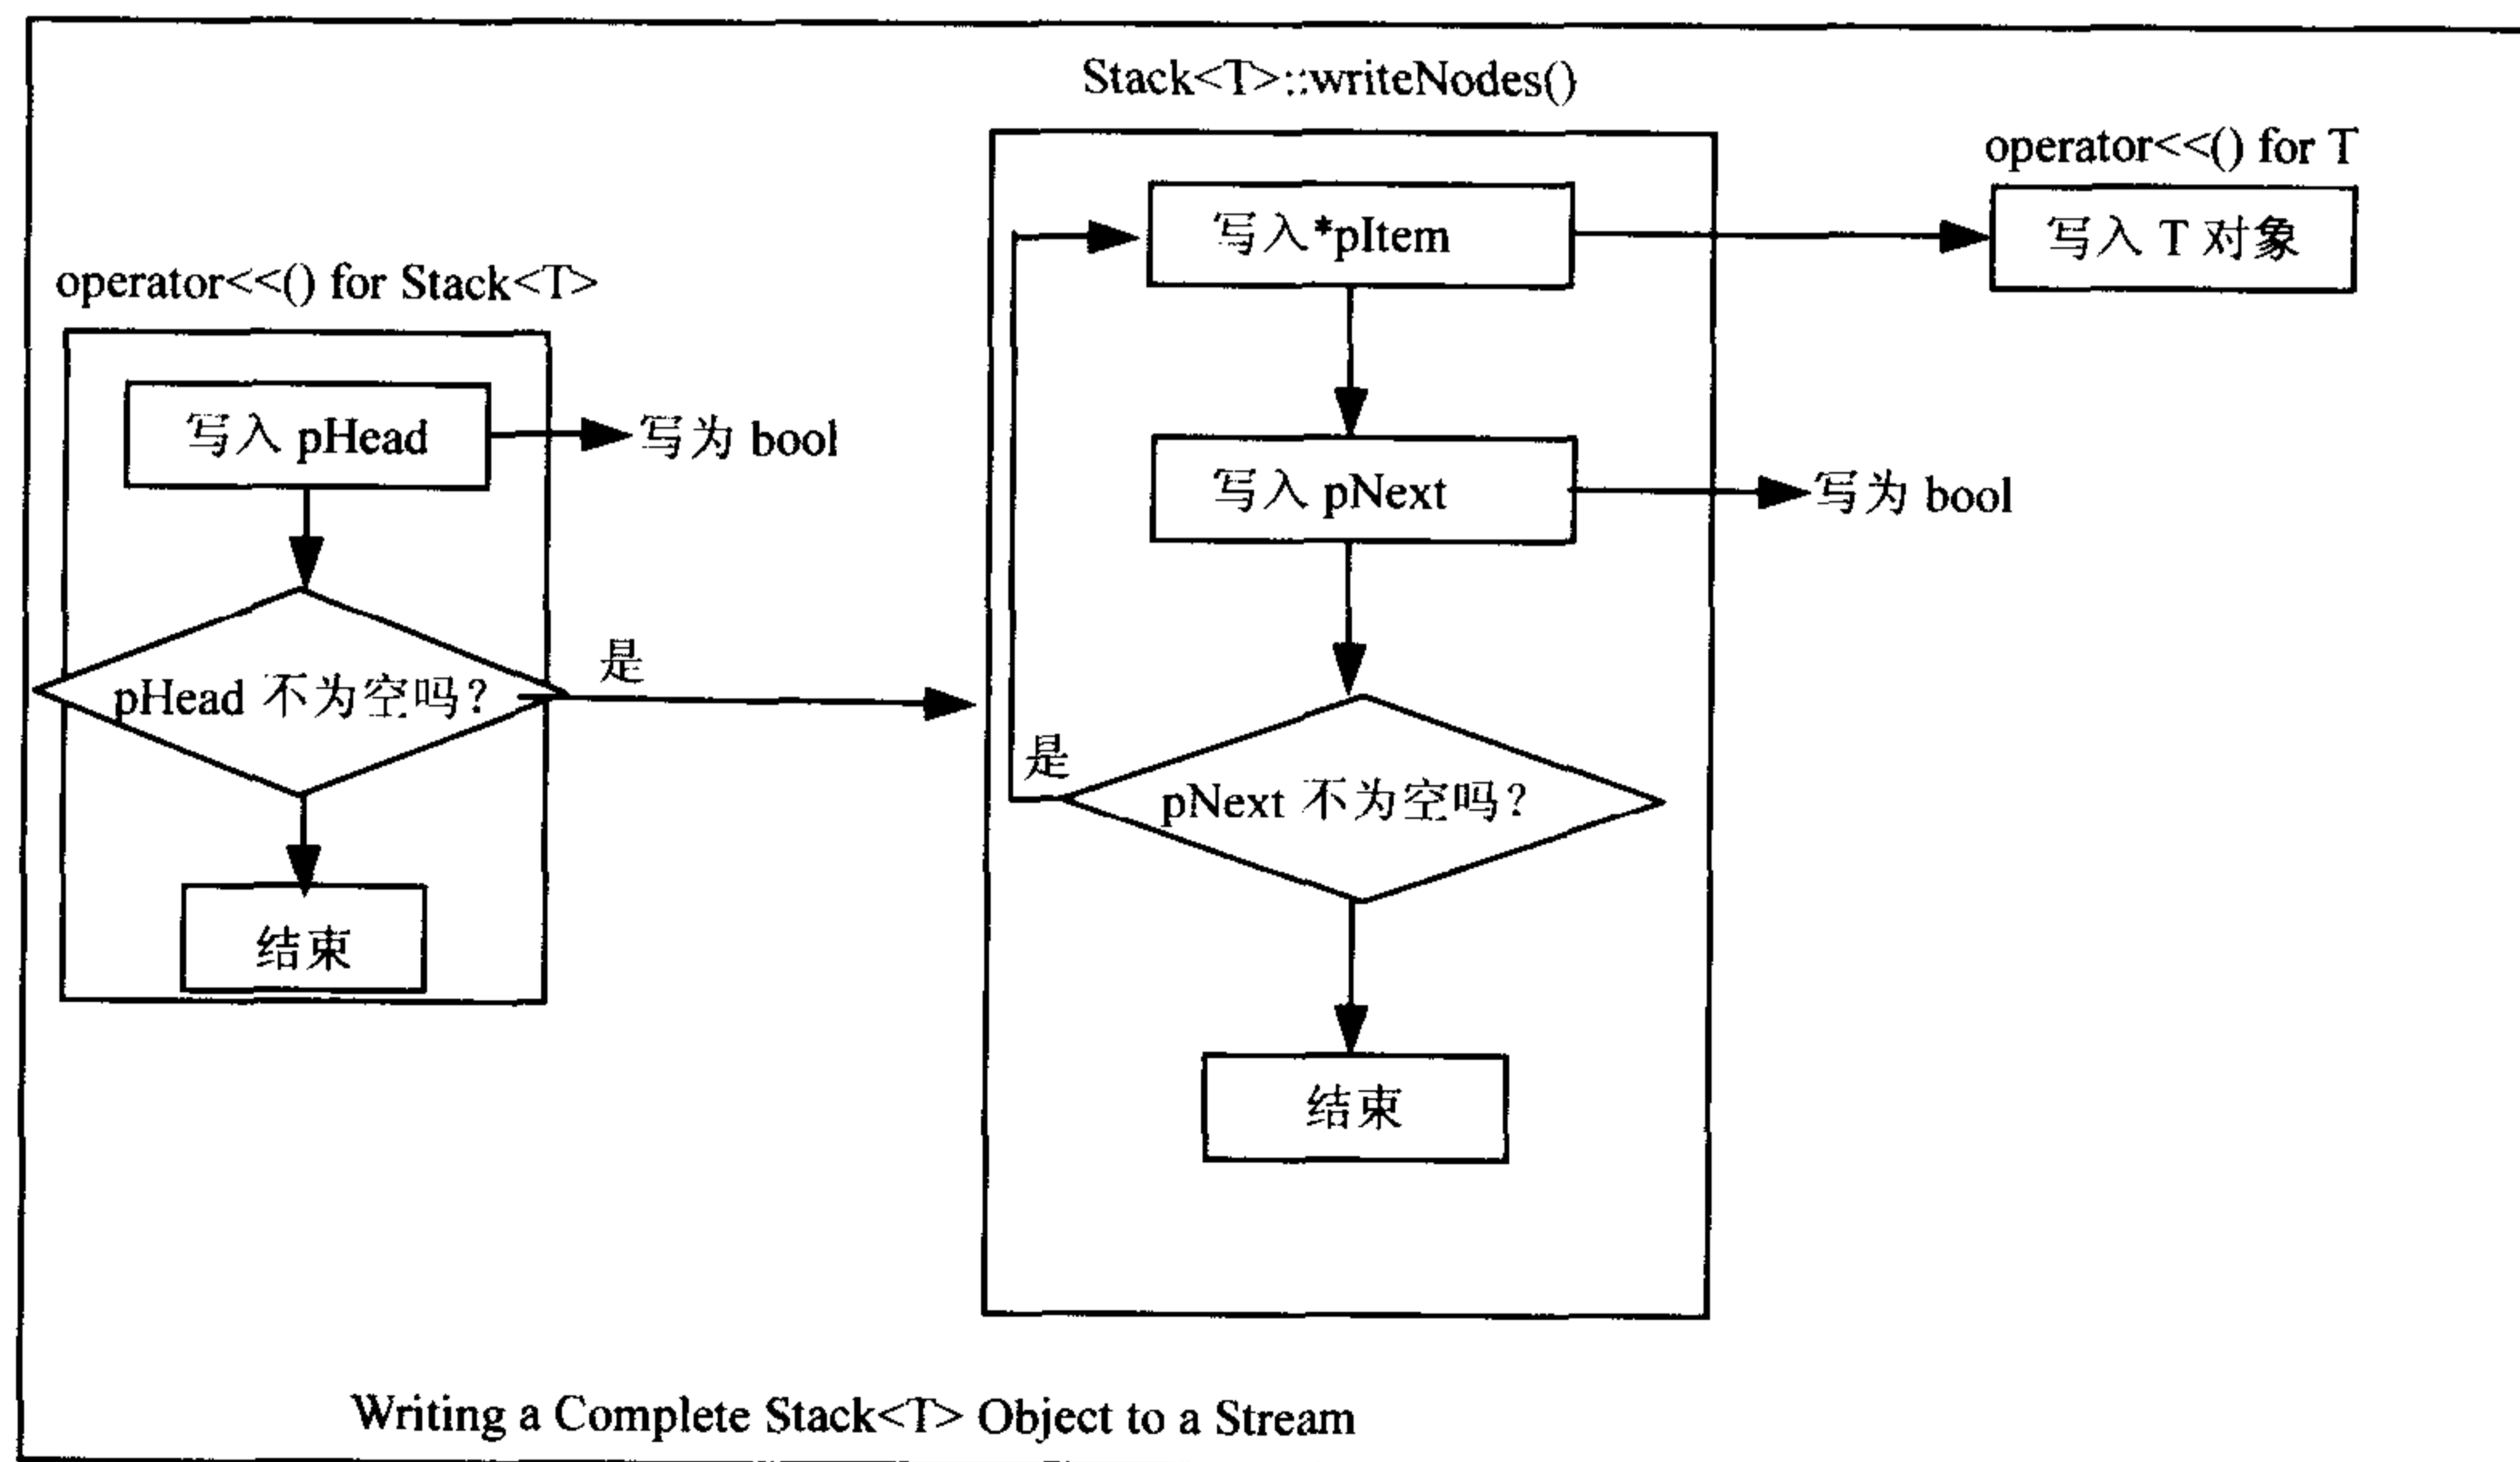 Stack<T>::writeNodes()
operator<<() for T
写入*pItem
写入 T 对象
operator<<() for Stack<T>
写入 pHead
写为 bool
写入 pNext
写为 bool
是
pHead 不为空吗?
是
pNext 不为空吗?
结束
结束
Writing a Complete Stack<T> Object to a Stream